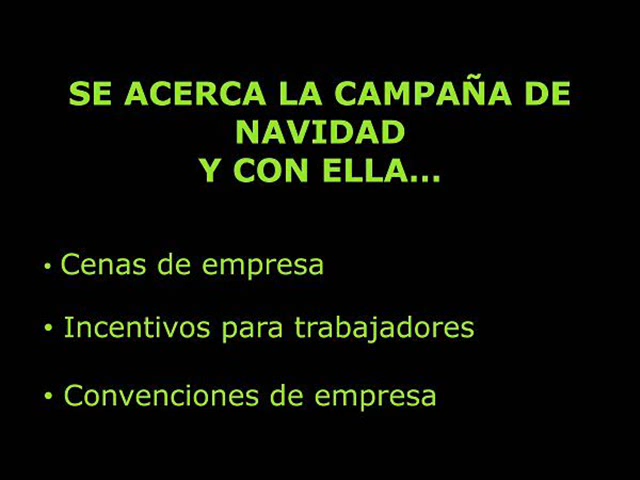 SE ACERCA LA CAMPAÑA DE
NAVIDAD
Y CON ELLA...
• Cenas de empresa
• Incentivos para trabajadores
• Convenciones de empresa